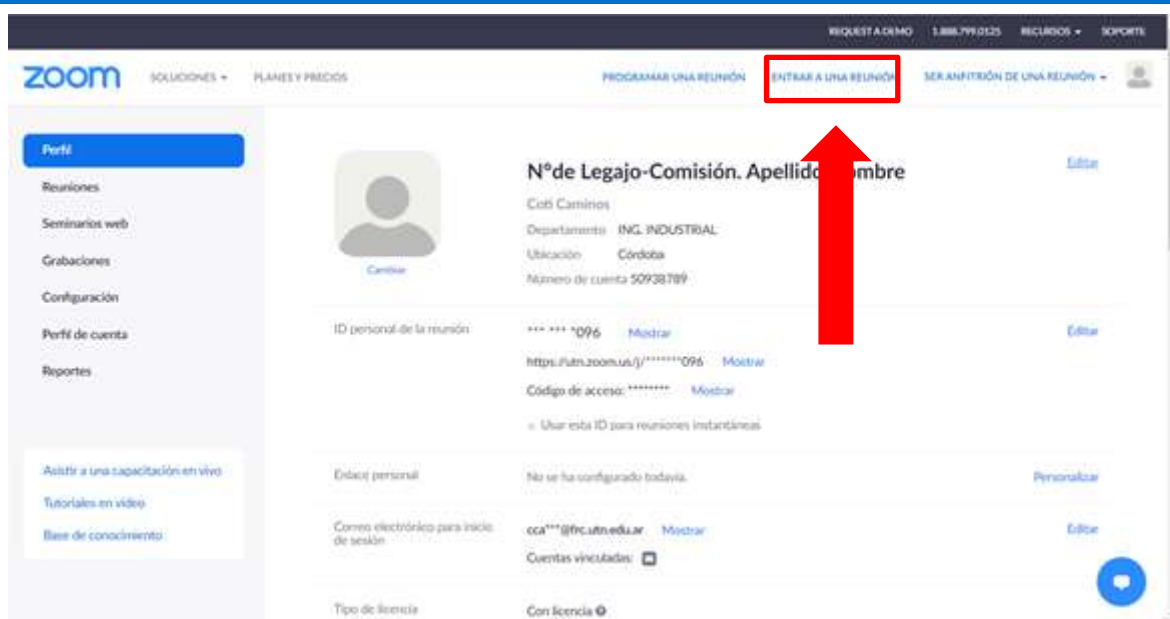 REQUEST A DEMO 1.888.799.0125 RECURSOS SOPORTE
zoom SOLUCIONES PLANES Y PRECIOS PROGRAMAR UNA REUNIÓN ENTRAR A UNA REUNIÓN SER ANFITRIÓN DE UNA REUNIÓN
Perfil
Reuniones
Seminarios web
Grabaciones
Configuración
Perfil de cuenta
Reportes
Asistir a una capacitación en vivo
Tutoriales en video
Base de conocimiento
Cambiar
N°de Legajo-Comisión. Apellido
Editar
Coti Caminos
Departamento ING. INDUSTRIAL
Ubicación Córdoba
Número de cuenta 50938789
ID personal de la reunión *** *** *096 Mostrar Editar
https://utn.zoom.us/j/*******096 Mostrar
Código de acceso: ******** Mostrar
Usar esta ID para reuniones instantáneas
Enlace personal No se ha configurado todavía. Personalizar
Correo electrónico para inicio de sesión cca***@frc.utn.edu.ar Mostrar Editar
Cuentas vinculadas:
Tipo de licencia Con licencia